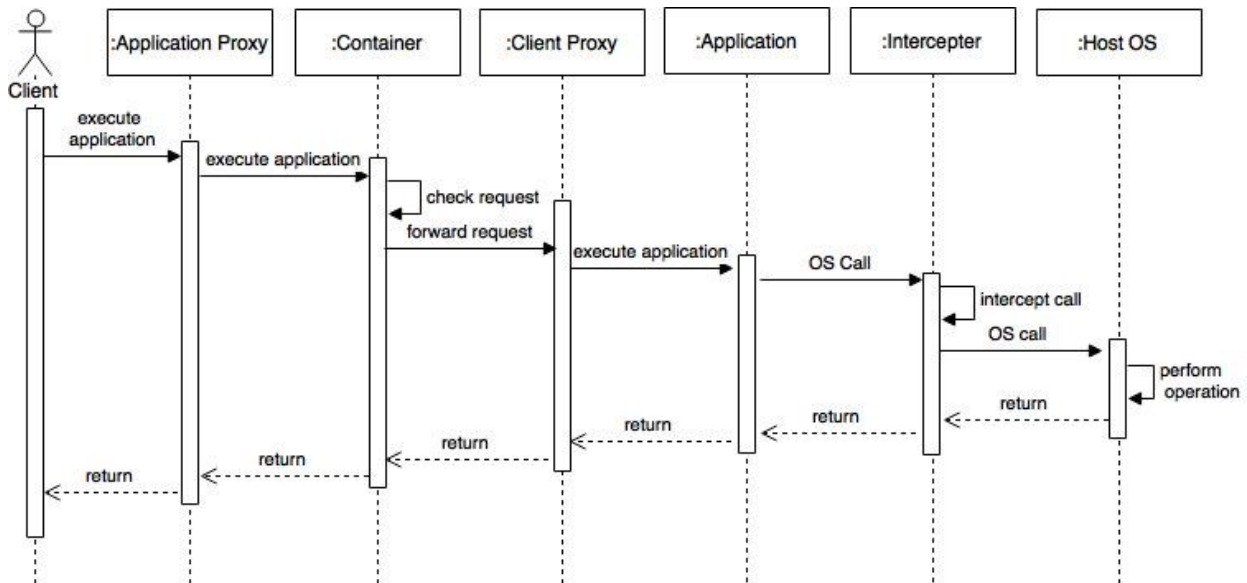 :Application Proxy
:Container
:Client Proxy
:Application
:Intercepter
:Host OS
Client
execute
application
execute application
check request
forward request
execute application
OS Call
intercept call
OS call
perform
operation
return
return
return
return
return
return